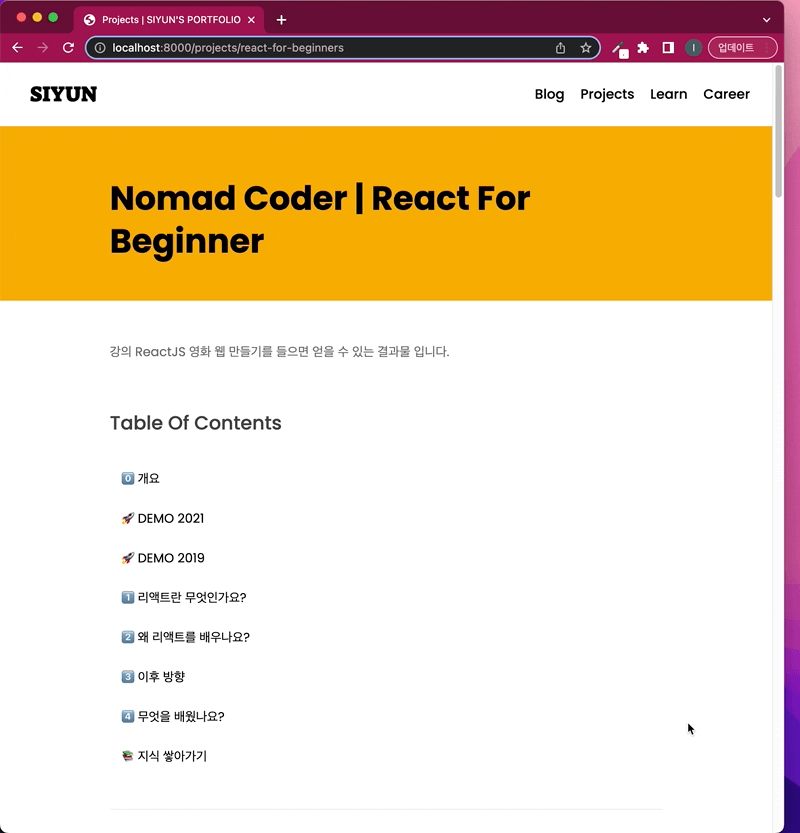 Projects | SIYUN'S PORTFOLIO
localhost:8000/projects/react-for-beginners
I
업데이트
SIYUN
Blog Projects Learn Career
Nomad Coder | React For
Beginner
강의 ReactJS 영화 웹 만들기를 들으면 얻을 수 있는 결과물 입니다.
Table Of Contents
0️⃣ 개요
🚀 DEMO 2021
🚀 DEMO 2019
1️⃣ 리액트란 무엇인가요?
2️⃣ 왜 리액트를 배우나요?
3️⃣ 이후 방향
4️⃣ 무엇을 배웠나요?
📚 지식 쌓아가기